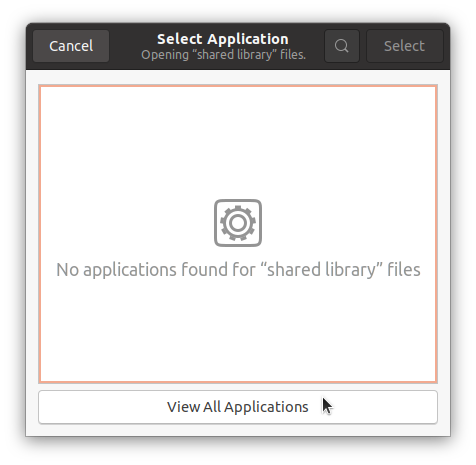 Cancel
Select Application
Opening “shared library” files.
Select
No applications found for “shared library” files
View All Applications